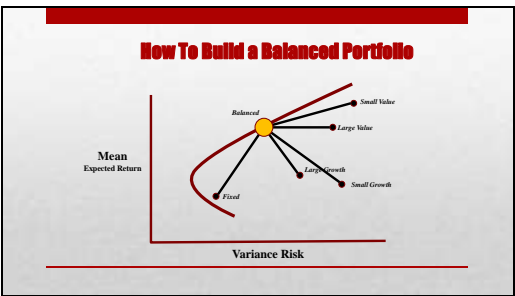 How To Build a Balanced Portfolio
Small Value
Balanced
Large Value
Mean
Expected Return
Large Growth
Small Growth
Fixed
Variance Risk